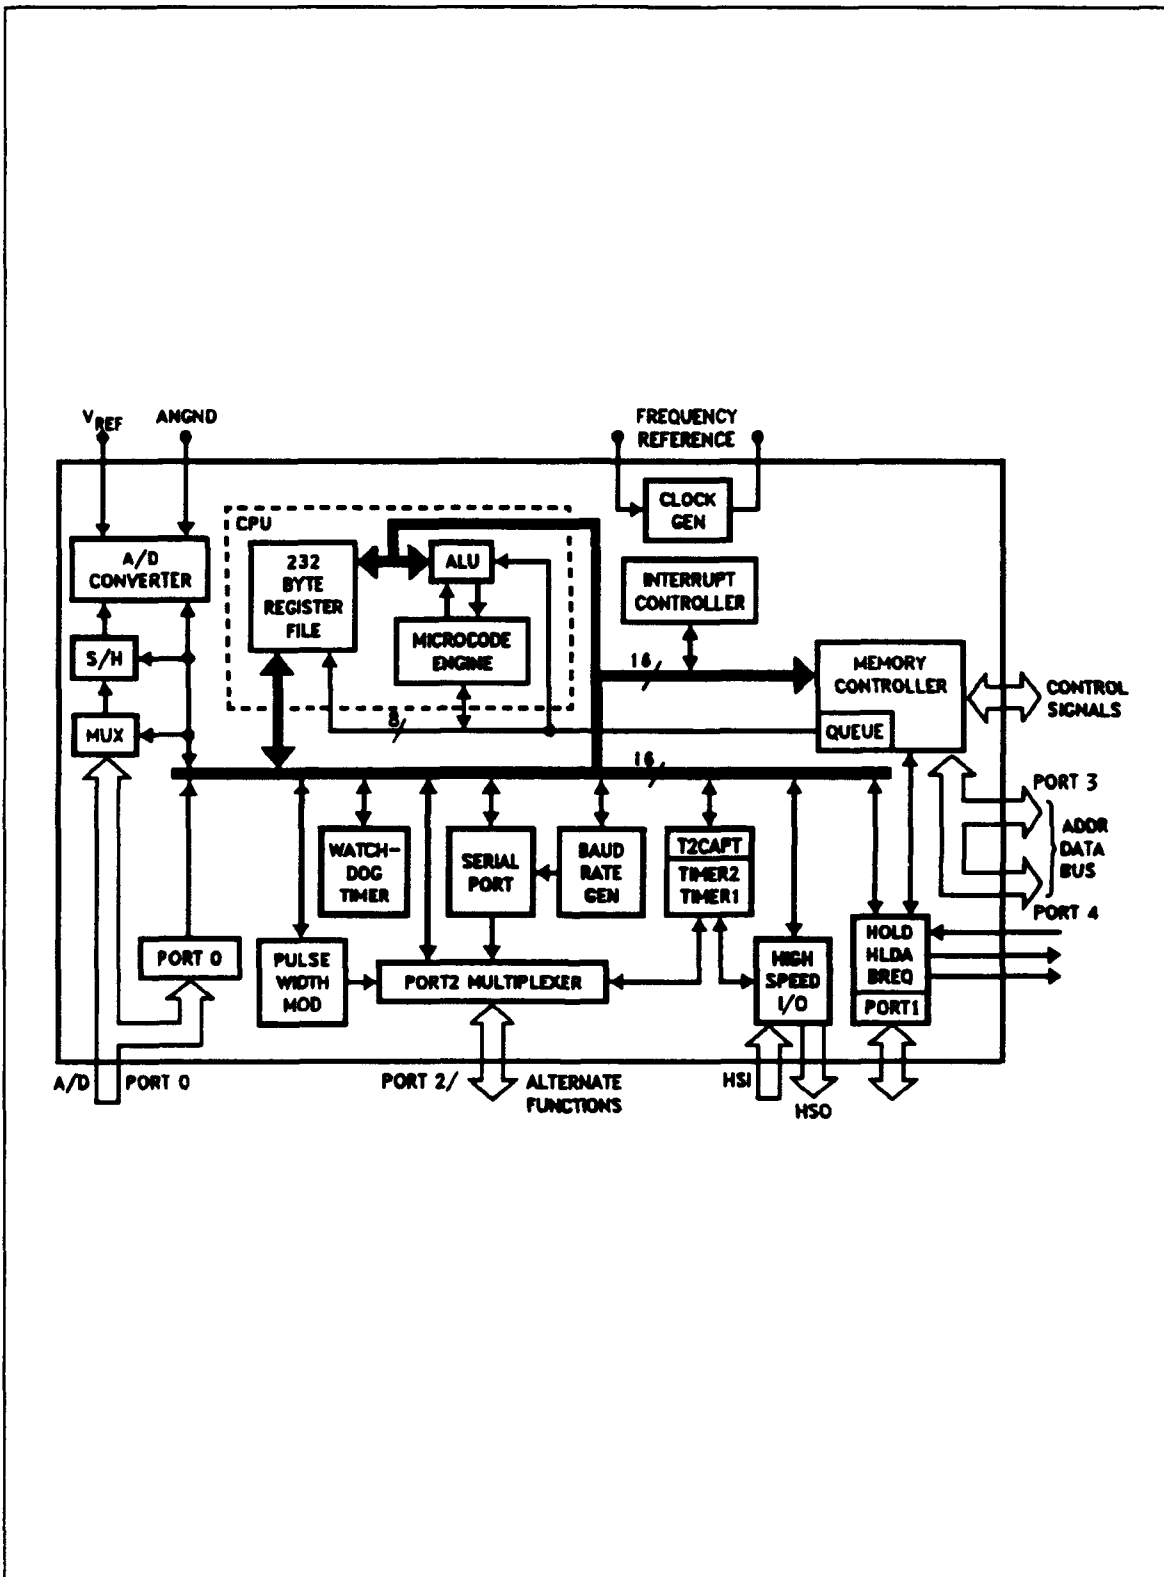 V REF
ANGND
FREQUENCY
REFERENCE
CLOCK
GEN
CPU
A/D
CONVERTER
232
BYTE
REGISTER
FILE
ALU
INTERRUPT
CONTROLLER
S/H
MICROCODE
ENGINE
16
MEMORY
CONTROLLER
CONTROL
SIGNALS
MUX
8
QUEUE
16
PORT 3
WATCH-
DOG
TIMER
SERIAL
PORT
BAUD
RATE
GEN
T2CAPT
TIMER2
TIMER1
ADDR
DATA
BUS
PORT 4
PORT 0
PULSE
WIDTH
MOD
PORT2 MULTIPLEXER
HIGH
SPEED
I/O
HOLD
HLDA
BREQ
PORT1
A/D
PORT 0
PORT 2/
ALTERNATE
FUNCTIONS
HSI
HSO